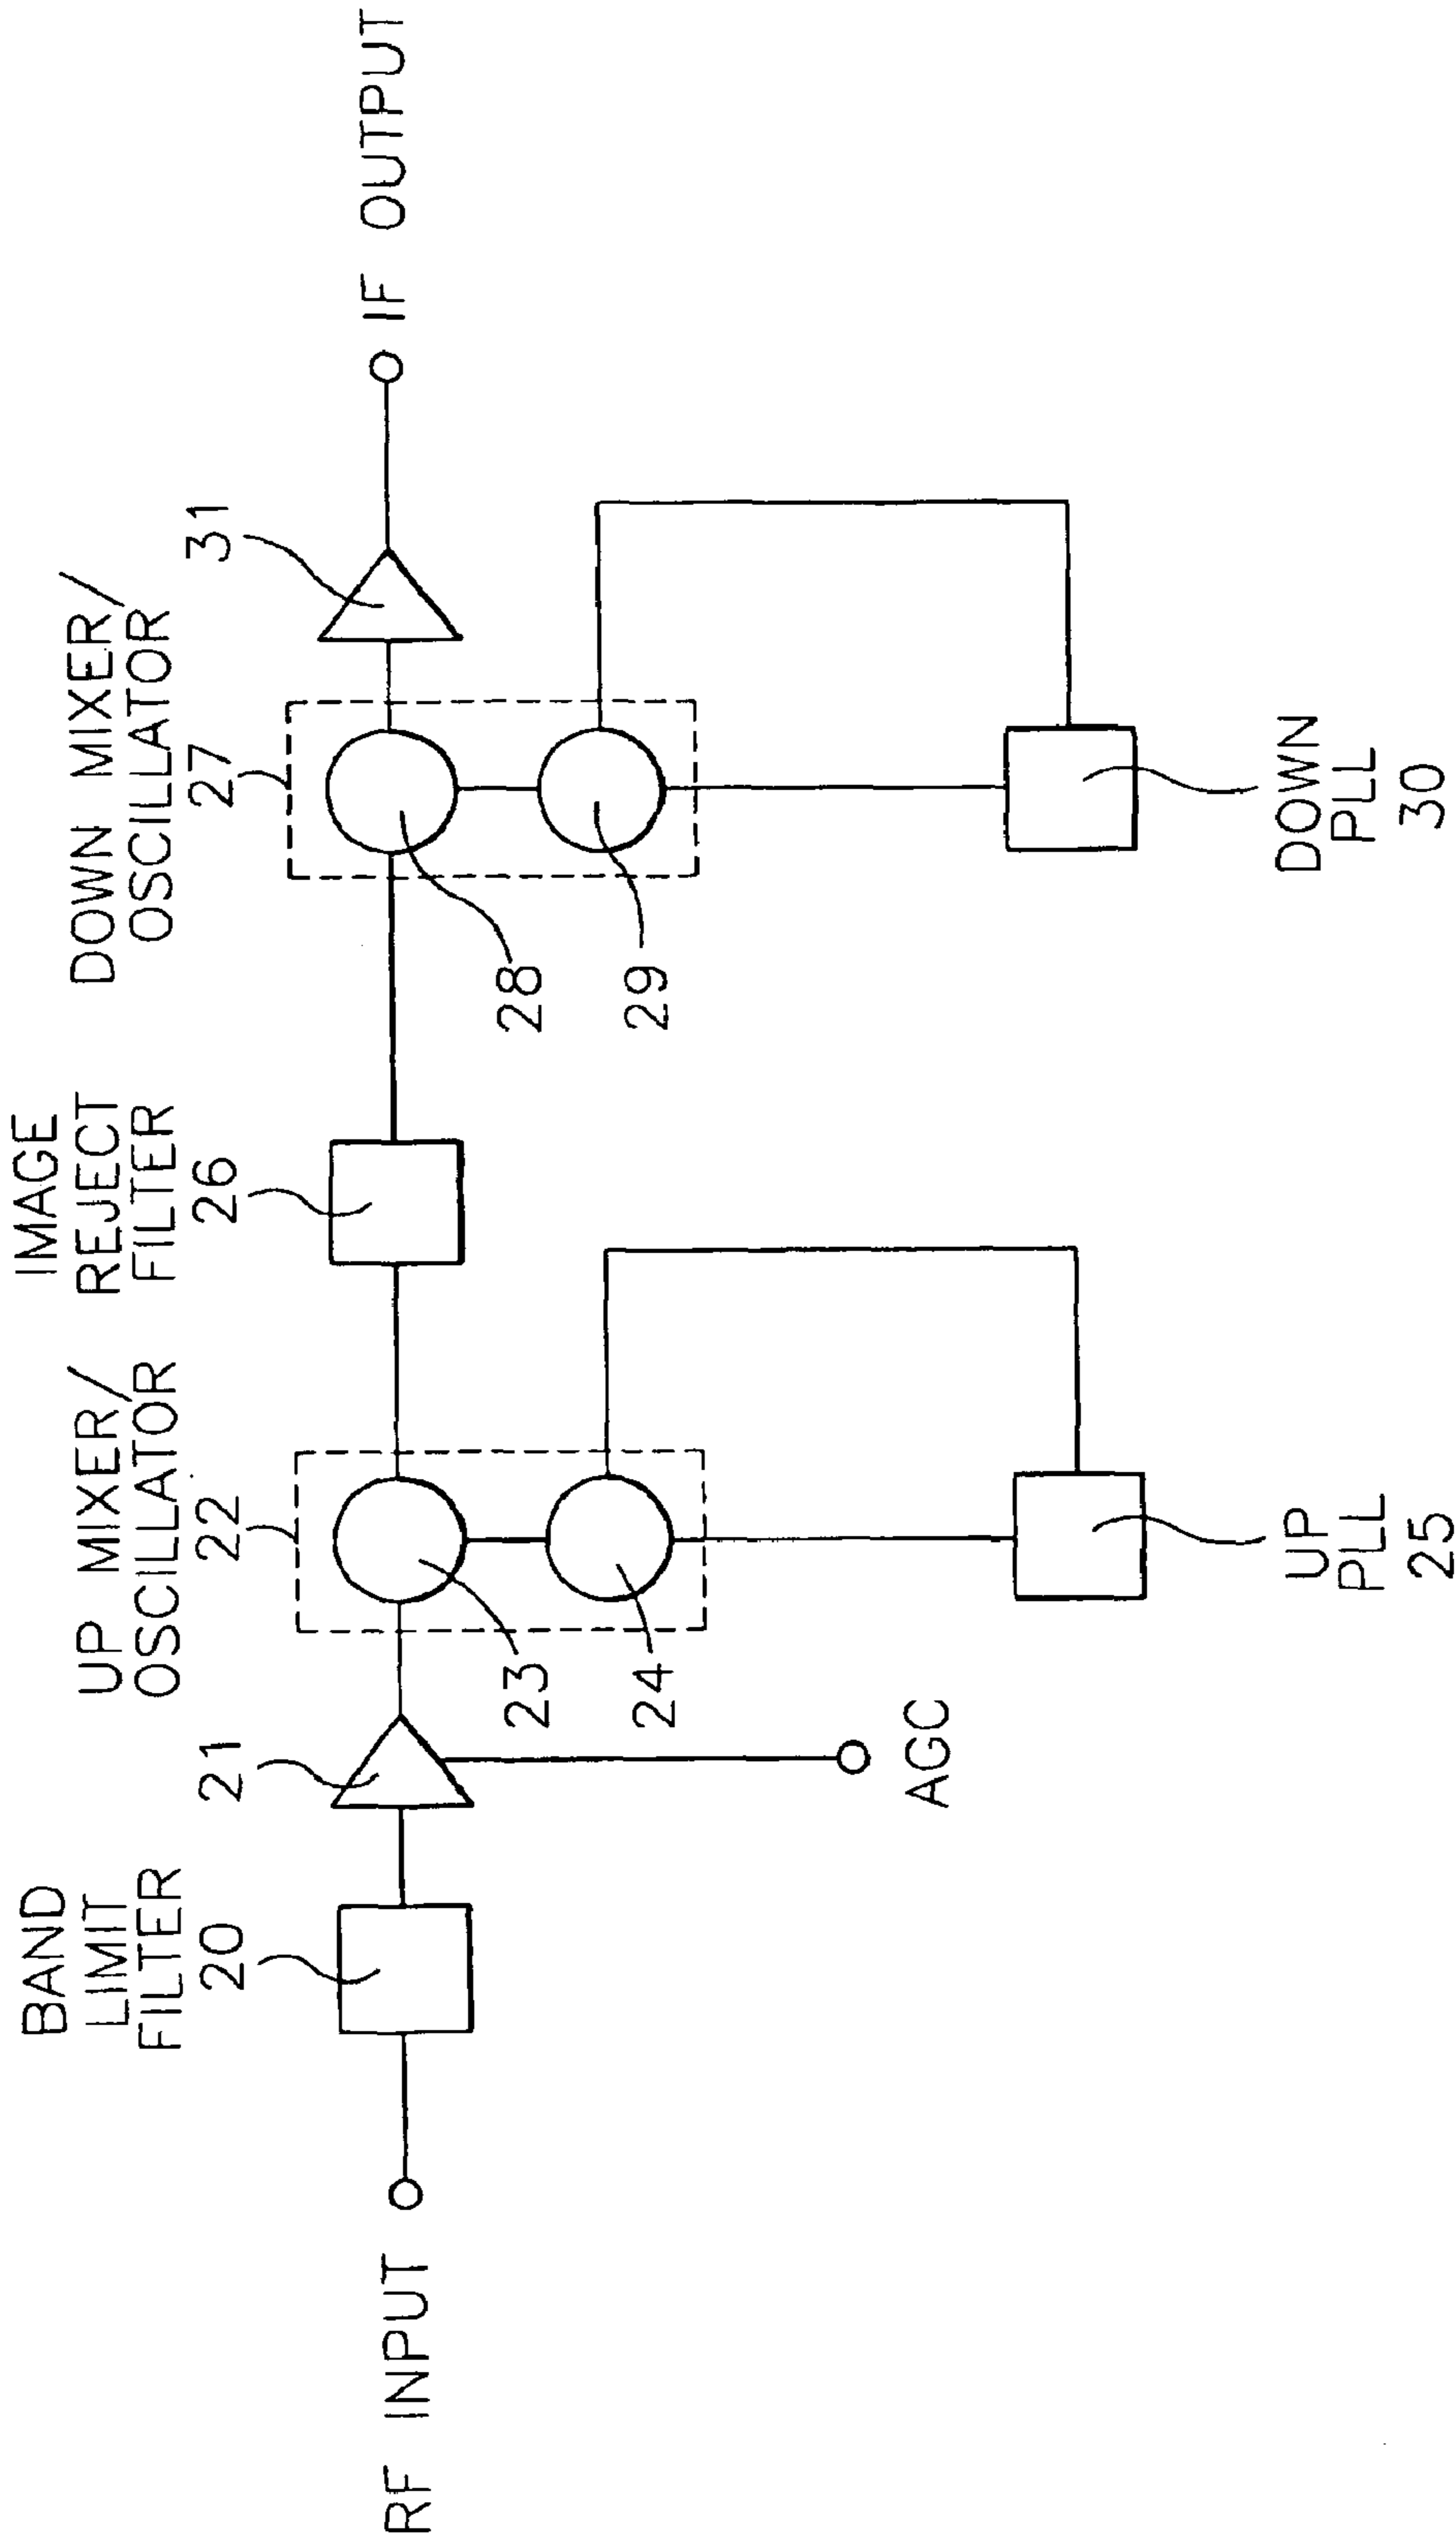 RF INPUT
BAND
LIMIT
FILTER
20
21
AGC
UP MIXER/
OSCILLATOR
22
23
24
UP
PLL
25
IMAGE
REJECT
FILTER
26
DOWN MIXER/
OSCILLATOR
27
28
29
DOWN
PLL
30
31
IF OUTPUT